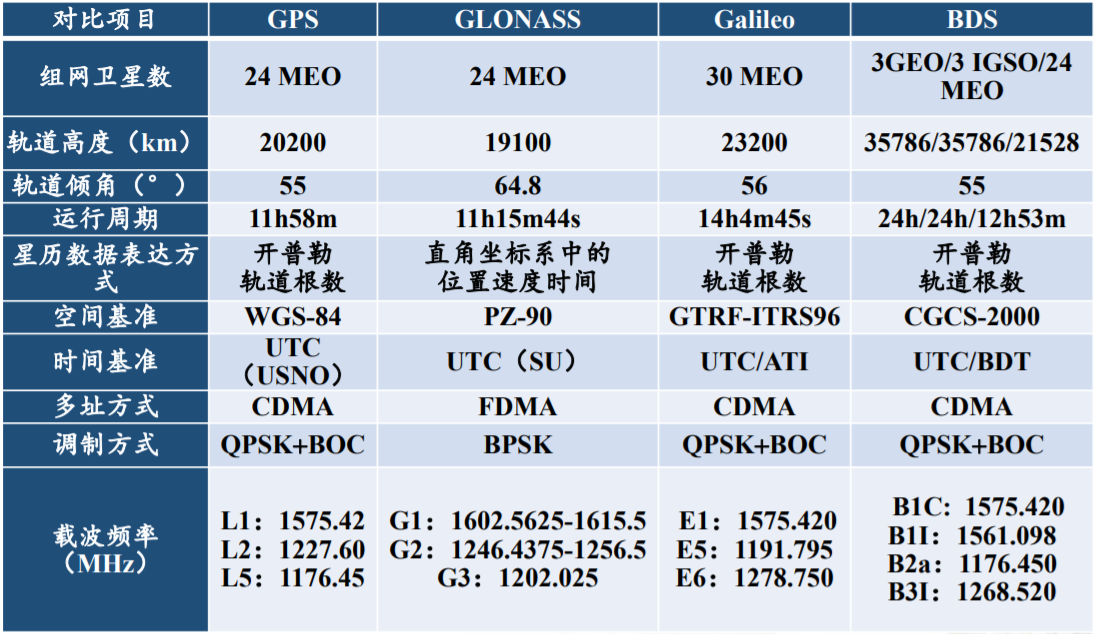 对比项目 GPS GLONASS Galileo BDS
组网卫星数 24 MEO 24 MEO 30 MEO 3GEO/3 IGSO/24
MEO
轨道高度（km） 20200 19100 23200 35786/35786/21528
轨道倾角（°） 55 64.8 56 55
运行周期 11h58m 11h15m44s 14h4m45s 24h/24h/12h53m
星历数据表达方 开普勒 直角坐标系中的 开普勒 开普勒
式 轨道根数 位置速度时间 轨道根数 轨道根数
空间基准 WGS-84 PZ-90 GTRF-ITRS96 CGCS-2000
时间基准 UTC UTC（SU） UTC/ATI UTC/BDT
（USNO）
多址方式 CDMA FDMA CDMA CDMA
调制方式 QPSK+BOC BPSK QPSK+BOC QPSK+BOC
载波频率
（MHz）
L1：1575.42
L2：1227.60
L5：1176.45
G1：1602.5625-1615.5
G2：1246.4375-1256.5
G3：1202.025
E1：1575.420
E5：1191.795
E6：1278.750
B1C：1575.420
B1I：1561.098
B2a：1176.450
B3I：1268.520